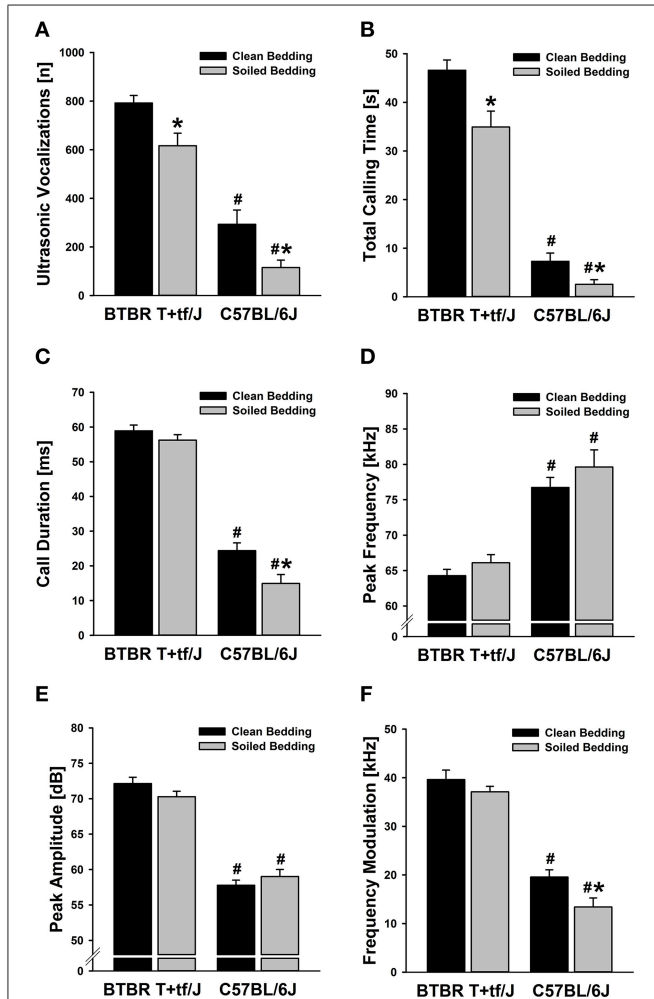 A
Ultrasonic Vocalizations [n]
1000
800
600
400
200
0
Clean Bedding
Soiled Bedding
*
#
#*
BTBR T+tf/J
C57BL/6J
B
Total Calling Time [s]
50
40
30
20
10
0
Clean Bedding
Soiled Bedding
*
#
#*
BTBR T+tf/J
C57BL/6J
C
Call Duration [ms]
70
60
50
40
30
20
10
0
Clean Bedding
Soiled Bedding
#
#*
BTBR T+tf/J
C57BL/6J
D
Peak Frequency [kHz]
90
85
80
75
70
65
60
0
Clean Bedding
Soiled Bedding
#
#
BTBR T+tf/J
C57BL/6J
E
Peak Amplitude [dB]
80
75
70
65
60
55
50
0
Clean Bedding
Soiled Bedding
#
#
BTBR T+tf/J
C57BL/6J
F
Frequency Modulation [kHz]
50
40
30
20
10
0
Clean Bedding
Soiled Bedding
#
#*
BTBR T+tf/J
C57BL/6J